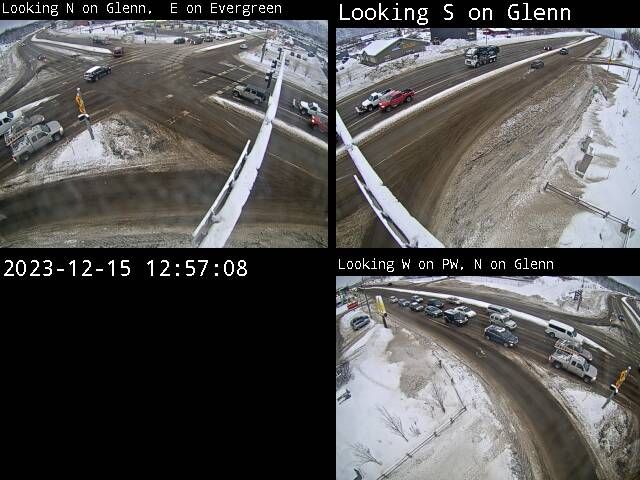 Looking N on Glenn, E on Evergreen
Looking S on Glenn
2023-12-15 12:57:08
Looking W on PW, N on Glenn